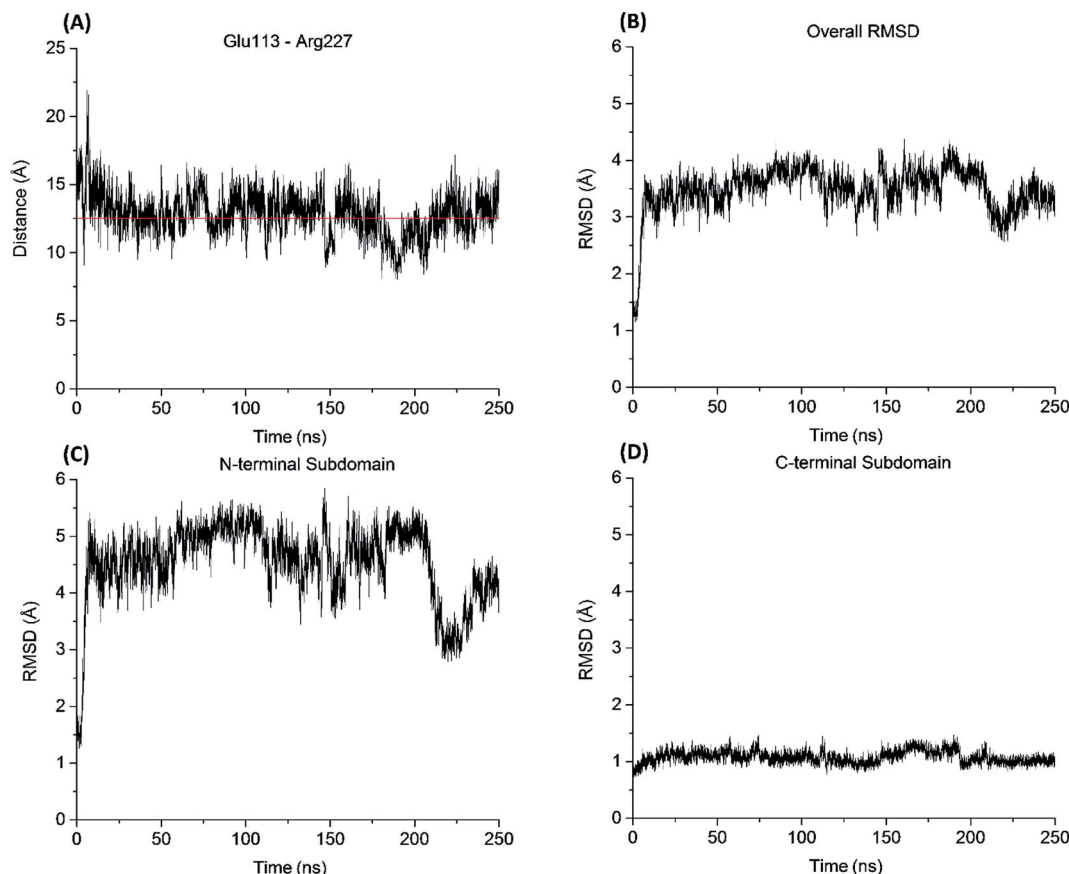 (A)
Glu113 - Arg227
25
20
15
10
5
0
Distance (Å)
0 50 100 150 200 250
Time (ns)
(B)
Overall RMSD
6
5
4
3
2
1
0
RMSD (Å)
0 50 100 150 200 250
Time (ns)
(C)
N-terminal Subdomain
6
5
4
3
2
1
0
RMSD (Å)
0 50 100 150 200 250
Time (ns)
(D)
C-terminal Subdomain
6
5
4
3
2
1
0
RMSD (Å)
0 50 100 150 200 250
Time (ns)